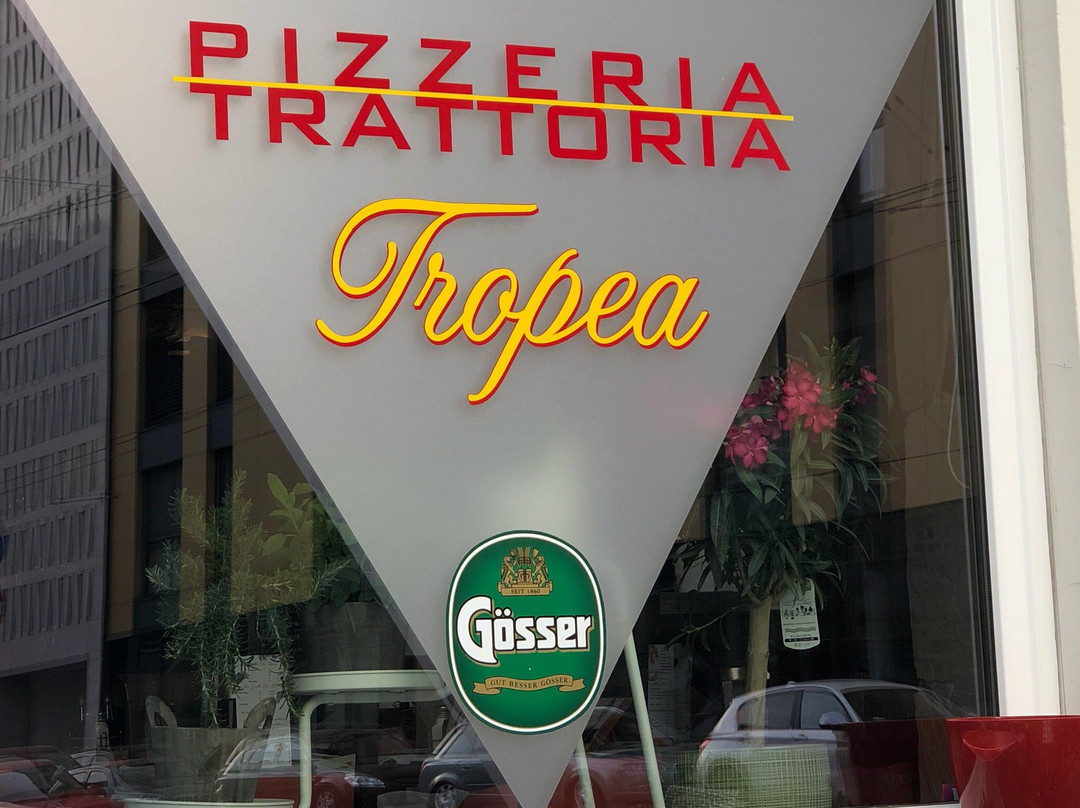 PIZZERIA
TRATTORIA
Tropea
SEIT 1860
Gösser
GUT BESSER GÖSSER